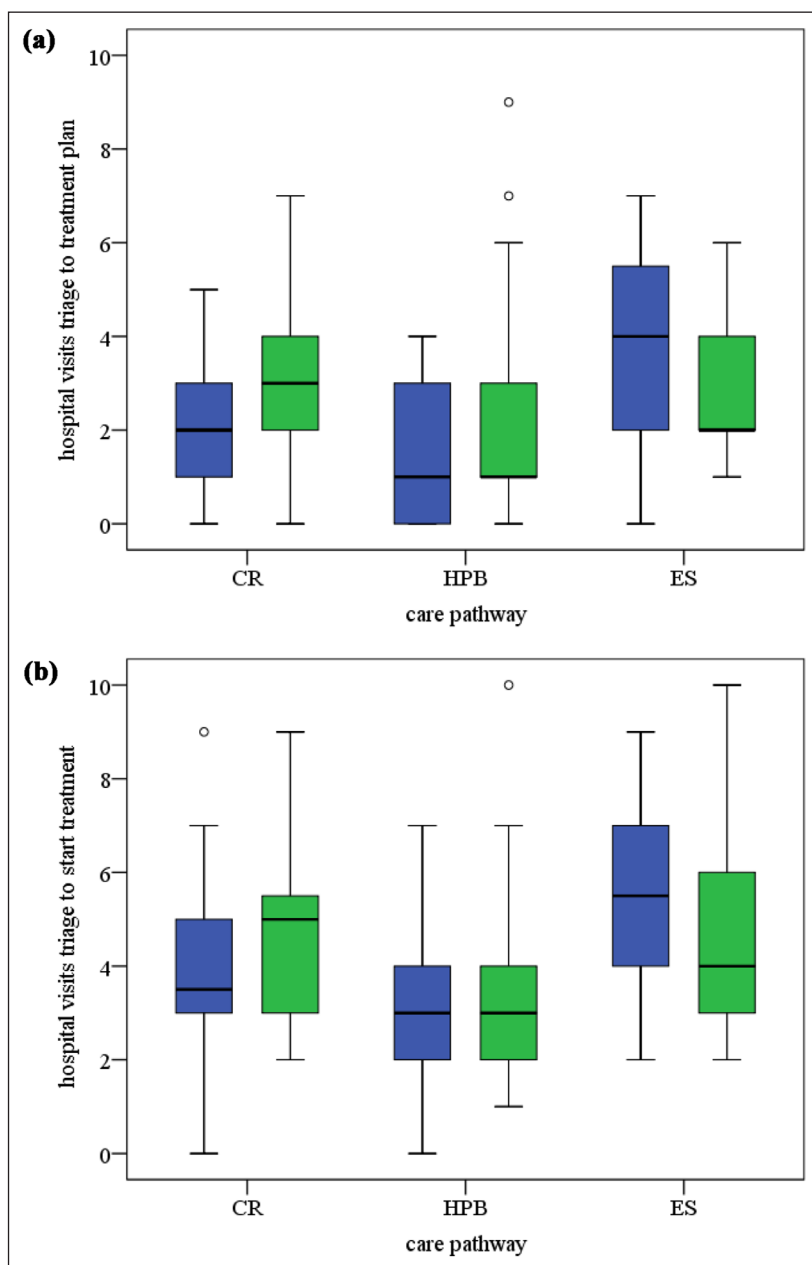 (a)
hospital visits triage to treatment plan
10
8
6
4
2
0
CR HPB ES
care pathway
(b)
hospital visits triage to start treatment
10
8
6
4
2
0
CR HPB ES
care pathway